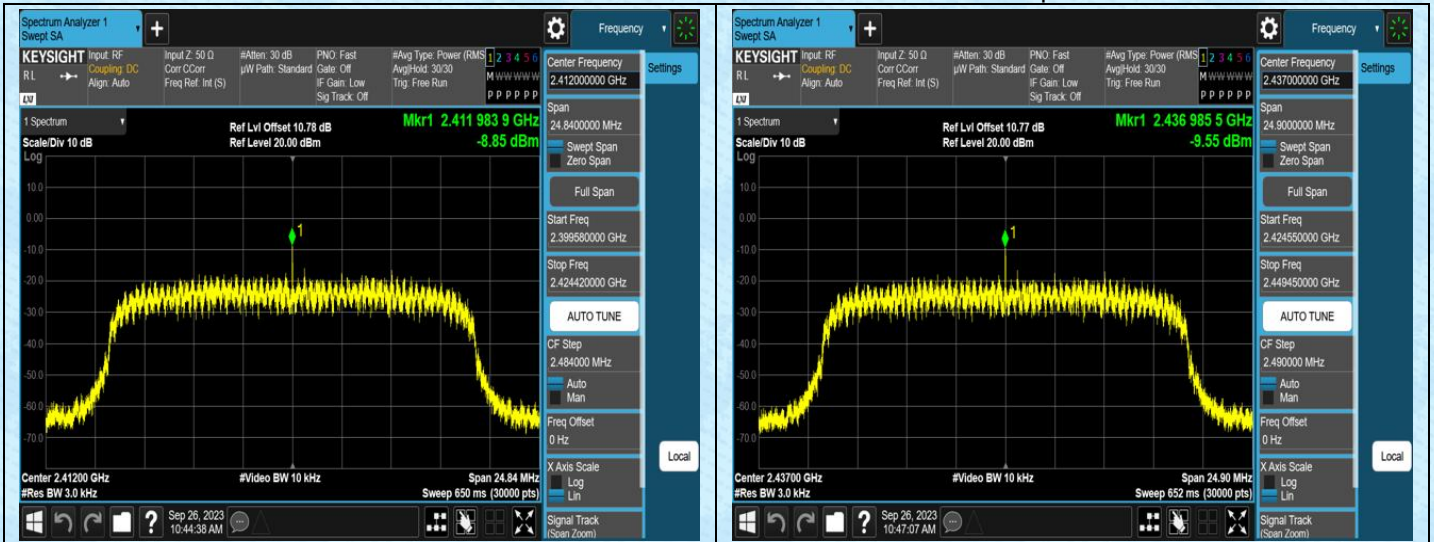 Spectrum Analyzer 1
Swept SA
Frequency
KEYSIGHT
R L
Input: RF
Coupling: DC
Align: Auto
Input Z: 50 Ω
Corr CCorr
Freq Ref: Int (S)
#Atten: 30 dB
µW Path: Standard
PNO: Fast
Gate: Off
IF Gain: Low
Sig Track: Off
#Avg Type: Power (RMS
Avg|Hold: 30/30
Trig: Free Run
1 2 3 4 5 6
M W W W W W
P P P P P P
Center Frequency
2.412000000 GHz
Settings
Span
24.8400000 MHz
Swept Span
Zero Span
Full Span
Start Freq
2.399580000 GHz
Stop Freq
2.424420000 GHz
AUTO TUNE
CF Step
2.484000 MHz
Auto
Man
Freq Offset
0 Hz
X Axis Scale
Log
Lin
Signal Track
(Span Zoom)
Local
1 Spectrum
Scale/Div 10 dB
Ref Lvl Offset 10.78 dB
Ref Level 20.00 dBm
Mkr1 2.411 983 9 GHz
-8.85 dBm
Log
10.0
0.00
-10.0
-20.0
-30.0
-40.0
-50.0
-60.0
-70.0
1
Center 2.41200 GHz
#Res BW 3.0 kHz
#Video BW 10 kHz
Span 24.84 MHz
Sweep 650 ms (30000 pts)
?
Sep 26, 2023
10:44:38 AM
Spectrum Analyzer 1
Swept SA
Frequency
KEYSIGHT
R L
Input: RF
Coupling: DC
Align: Auto
Input Z: 50 Ω
Corr CCorr
Freq Ref: Int (S)
#Atten: 30 dB
µW Path: Standard
PNO: Fast
Gate: Off
IF Gain: Low
Sig Track: Off
#Avg Type: Power (RMS
Avg|Hold: 30/30
Trig: Free Run
1 2 3 4 5 6
M W W W W W
P P P P P P
Center Frequency
2.437000000 GHz
Settings
Span
24.9000000 MHz
Swept Span
Zero Span
Full Span
Start Freq
2.424550000 GHz
Stop Freq
2.449450000 GHz
AUTO TUNE
CF Step
2.490000 MHz
Auto
Man
Freq Offset
0 Hz
X Axis Scale
Log
Lin
Signal Track
(Span Zoom)
Local
1 Spectrum
Scale/Div 10 dB
Ref Lvl Offset 10.77 dB
Ref Level 20.00 dBm
Mkr1 2.436 985 5 GHz
-9.55 dBm
Log
10.0
0.00
-10.0
-20.0
-30.0
-40.0
-50.0
-60.0
-70.0
1
Center 2.43700 GHz
#Res BW 3.0 kHz
#Video BW 10 kHz
Span 24.90 MHz
Sweep 652 ms (30000 pts)
?
Sep 26, 2023
10:47:07 AM